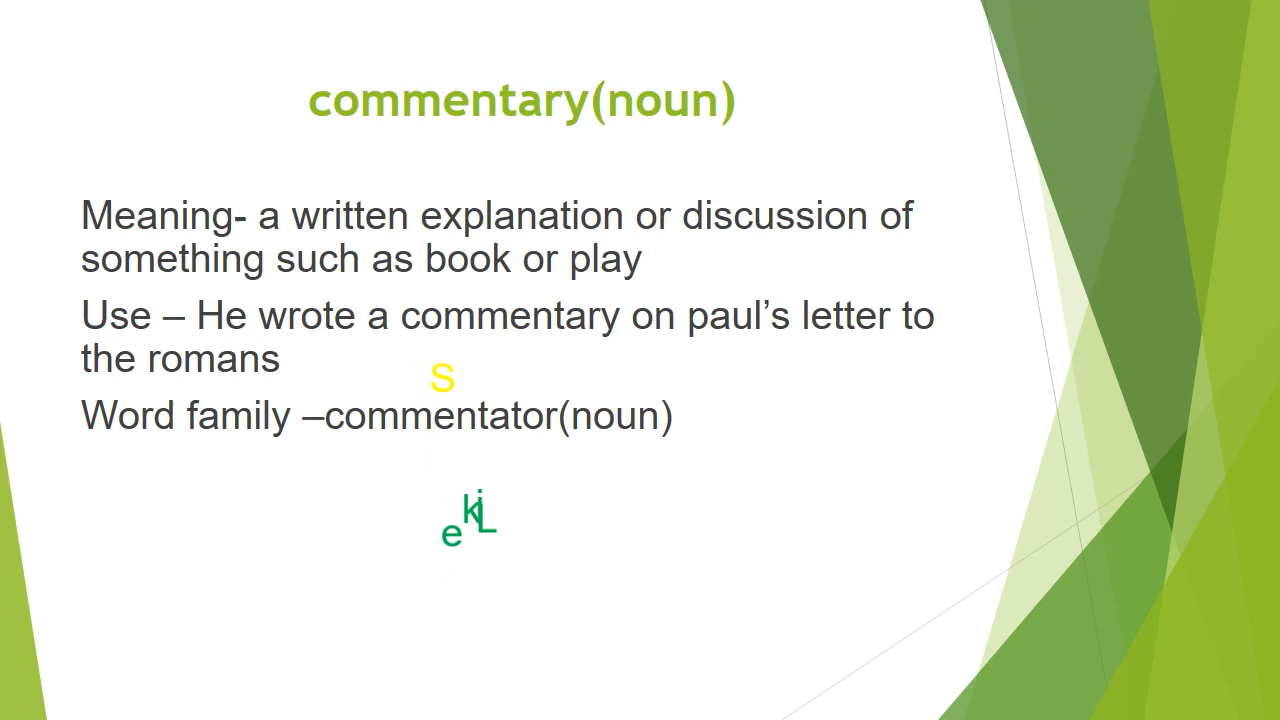 commentary(noun)
Meaning- a written explanation or discussion of
something such as book or play
Use – He wrote a commentary on paul’s letter to
the romans
S
Word family –commentator(noun)
Like